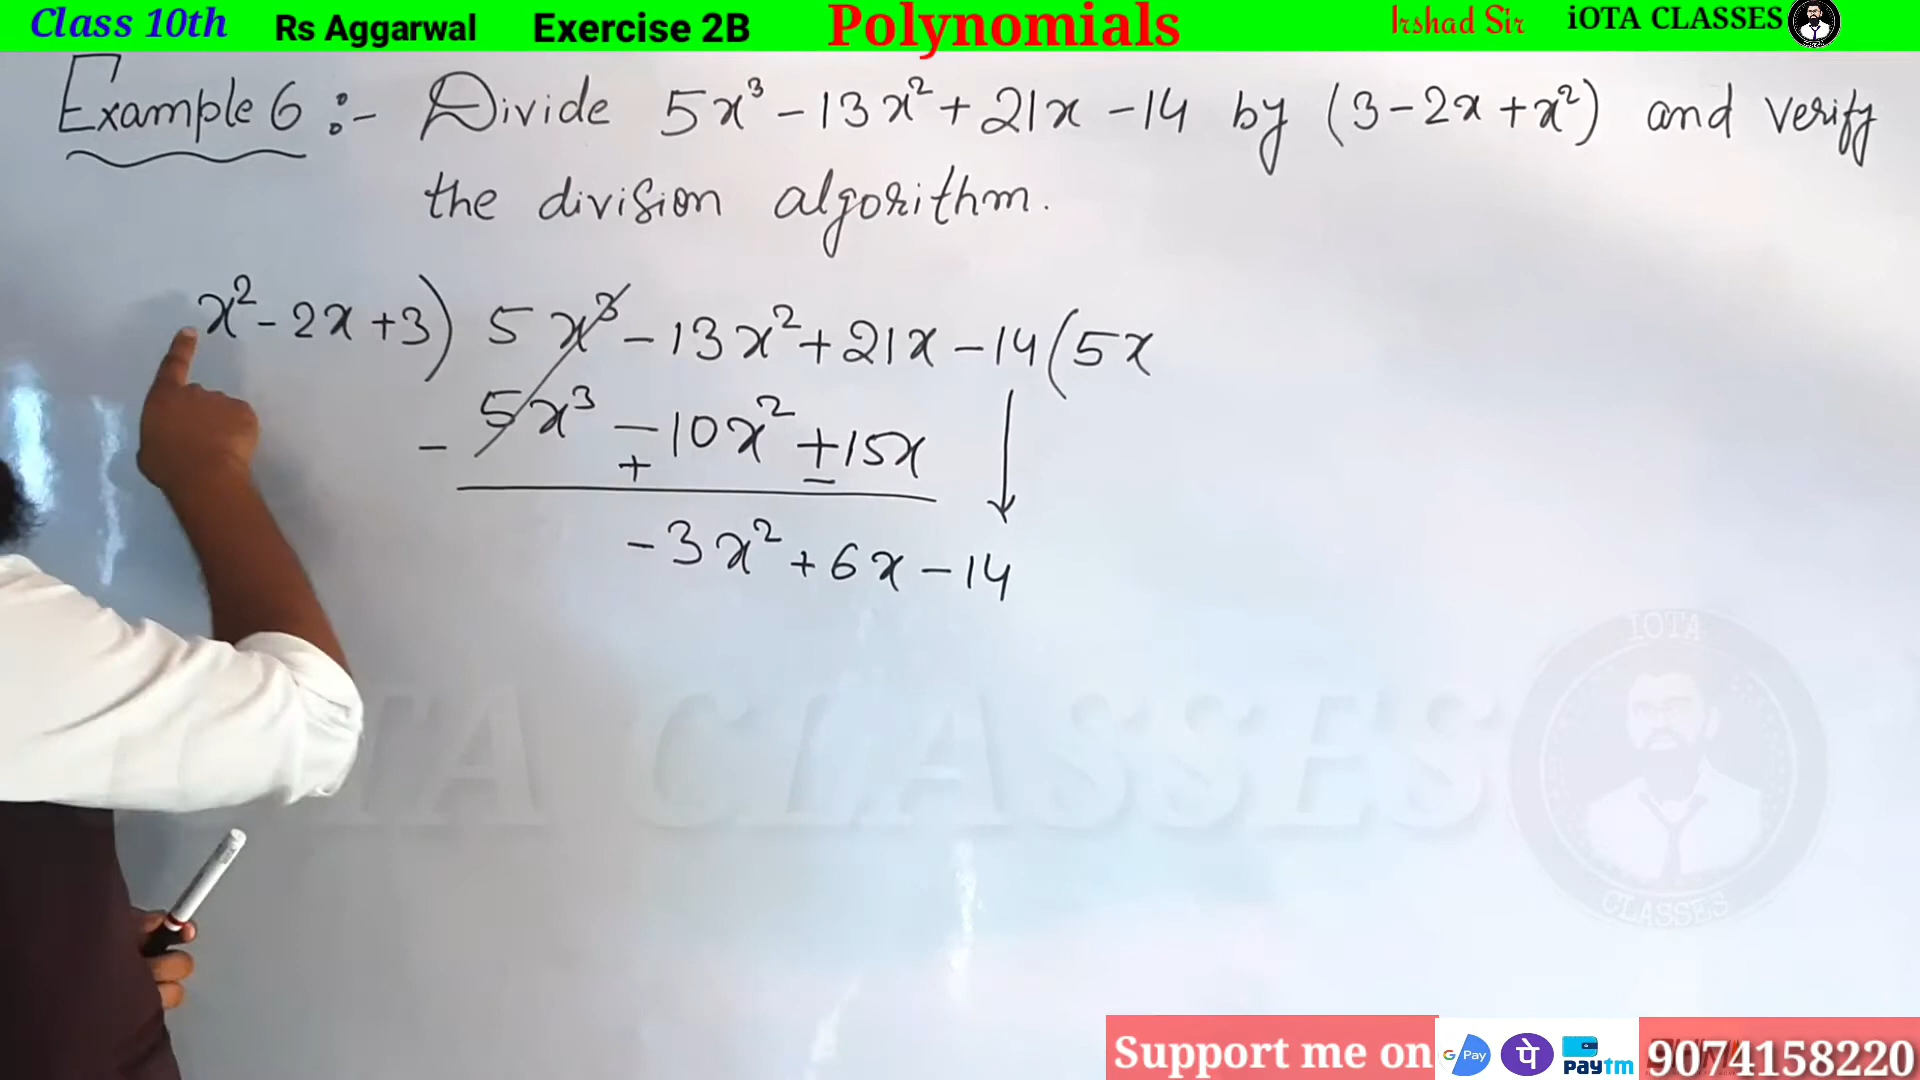 Class 10th Rs Aggarwal Exercise 2B Polynomials Irshad Sir iOTA CLASSES
Example 6 :- Divide 5x³ - 13x² + 21x - 14 by (3 - 2x + x²) and verify
the division algorithm.
x² - 2x + 3) 5x³ - 13x² + 21x - 14 (5x
5x³ - 10x² + 15x
- + -
-3x² + 6x - 14
IOTA
IOTA CLASSES
CLASSES
Support me on G Pay पे paytm 9074158220